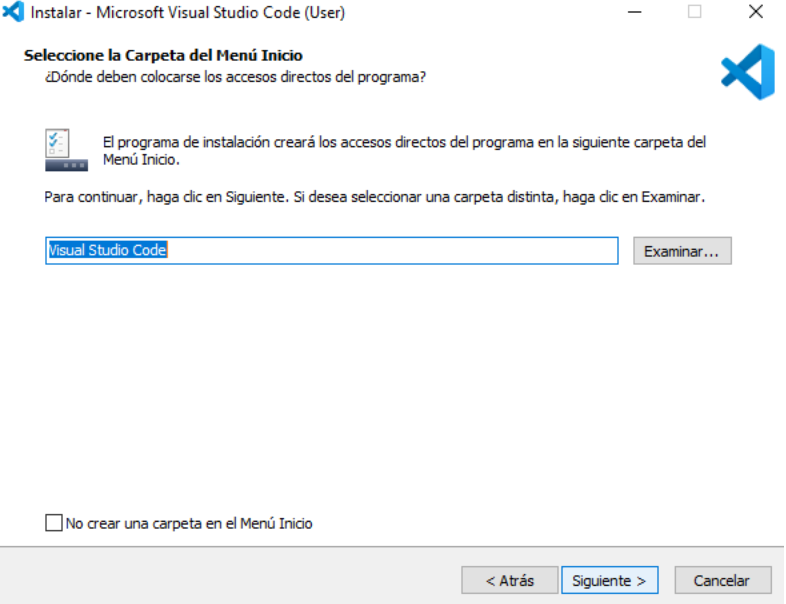 Instalar - Microsoft Visual Studio Code (User)
Seleccione la Carpeta del Menú Inicio
¿Dónde deben colocarse los accesos directos del programa?
El programa de instalación creará los accesos directos del programa en la siguiente carpeta del
Menú Inicio.
Para continuar, haga clic en Siguiente. Si desea seleccionar una carpeta distinta, haga clic en Examinar.
Visual Studio Code
Examinar...
No crear una carpeta en el Menú Inicio
< Atrás
Siguiente >
Cancelar